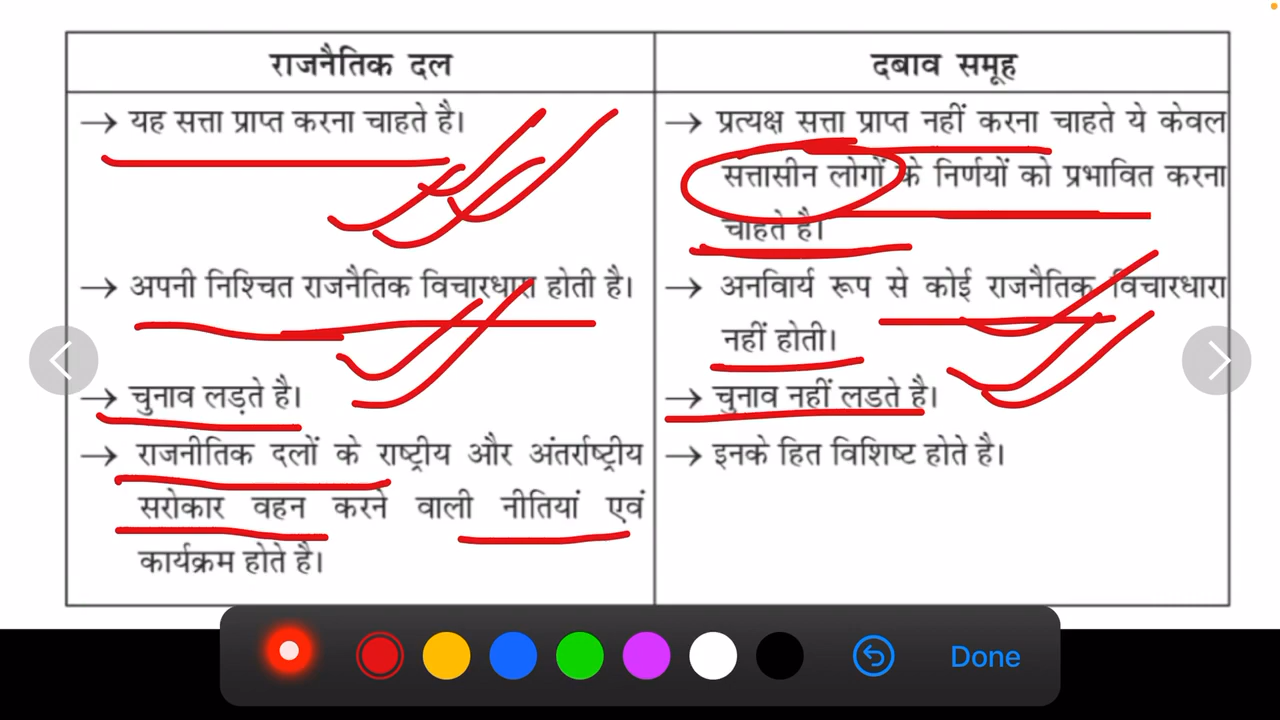 राजनैतिक दल
दबाव समूह
→ यह सत्ता प्राप्त करना चाहते है।
→ अपनी निश्चित राजनैतिक विचारधारा होती है।
→ चुनाव लड़ते है।
→ राजनीतिक दलों के राष्ट्रीय और अंतर्राष्ट्रीय
सरोकार वहन करने वाली नीतियां एवं
कार्यक्रम होते है।
→ प्रत्यक्ष सत्ता प्राप्त नहीं करना चाहते ये केवल
सत्तासीन लोगों के निर्णयों को प्रभावित करना
चाहते है।
→ अनविार्य रूप से कोई राजनैतिक विचारधारा
नहीं होती।
→ चुनाव नहीं लडते है।
→ इनके हित विशिष्ट होते है।
Done